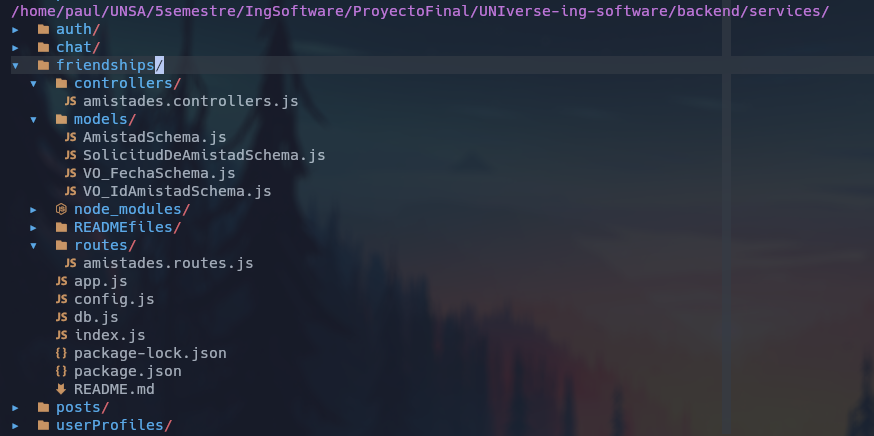 /home/paul/UNSA/5semestre/IngSoftware/ProyectoFinal/UNIverse-ing-software/backend/services/
auth/
chat/
friendships/
controllers/
JS amistades.controllers.js
models/
JS AmistadSchema.js
JS SolicitudDeAmistadSchema.js
JS VO_FechaSchema.js
JS VO_IdAmistadSchema.js
node_modules/
READMEfiles/
routes/
JS amistades.routes.js
JS app.js
JS config.js
JS db.js
JS index.js
{} package-lock.json
{} package.json
README.md
posts/
userProfiles/